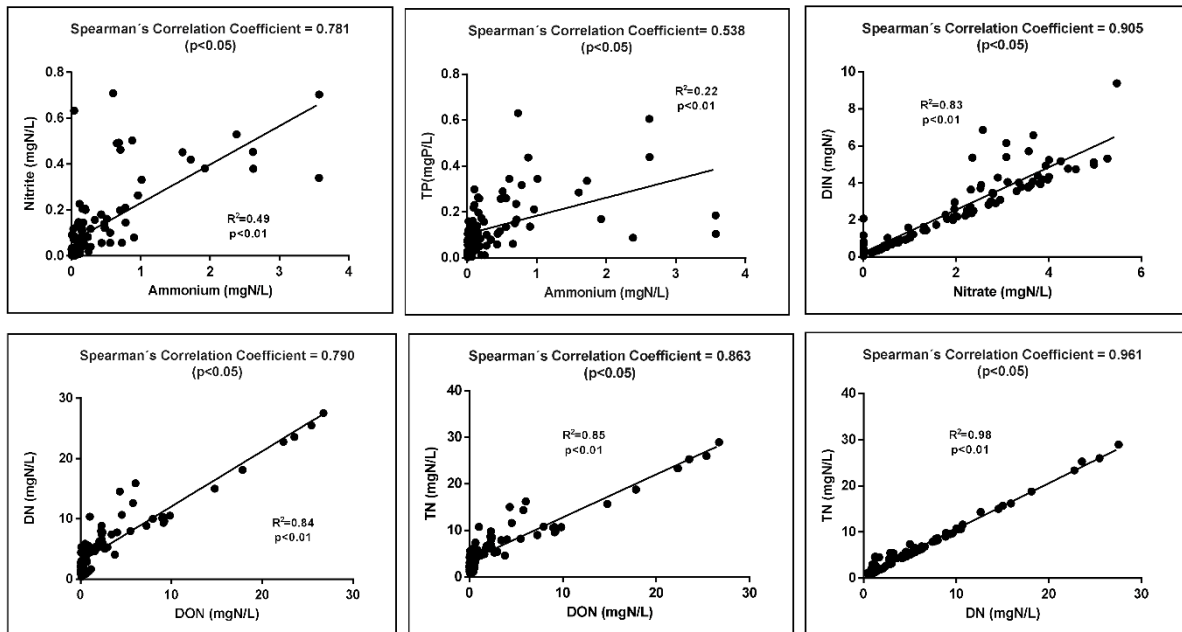 Spearman´s Correlation Coefficient = 0.781
(p<0.05)
0.8
0.6
0.4
0.2
0.0
Nitrite (mgN/L)
R²=0.49
p<0.01
0
1
2
3
4
Ammonium (mgN/L)
Spearman´s Correlation Coefficient= 0.538
(p<0.05)
0.8
0.6
0.4
0.2
0.0
TP(mgP/L)
R²=0.22
p<0.01
0
1
2
3
4
Ammonium (mgN/L)
Spearman´s Correlation Coefficient = 0.905
(p<0.05)
10
8
6
4
2
0
DIN (mgN/)
R²=0.83
p<0.01
0
2
4
6
Nitrate (mgN/L)
Spearman´s Correlation Coefficient = 0.790
(p<0.05)
30
20
10
0
DN (mgN/L)
R²=0.84
p<0.01
0
10
20
30
DON (mgN/L)
Spearman´s Correlation Coefficient = 0.863
(p<0.05)
40
30
20
10
0
TN (mgN/L)
R²=0.85
p<0.01
0
10
20
30
DON (mgN/L)
Spearman´s Correlation Coefficient = 0.961
(p<0.05)
40
30
20
10
0
TN (mgN/L)
R²=0.98
p<0.01
0
10
20
30
DN (mgN/L)